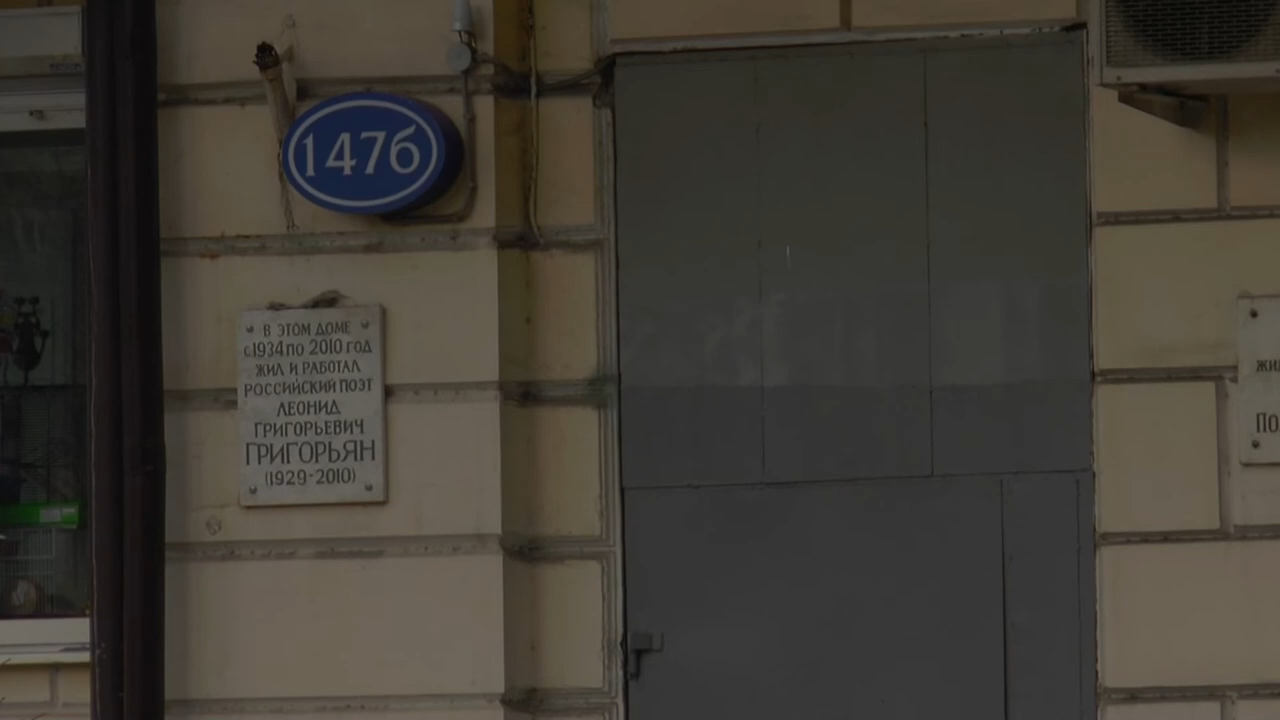 147б
В ЭТОМ ДОМЕ
с 1934 по 2010 год
ЖИЛ И РАБОТАЛ
РОССИЙСКИЙ ПОЭТ
ЛЕОНИД
ГРИГОРЬЕВИЧ
ГРИГОРЬЯН
(1929-2010)